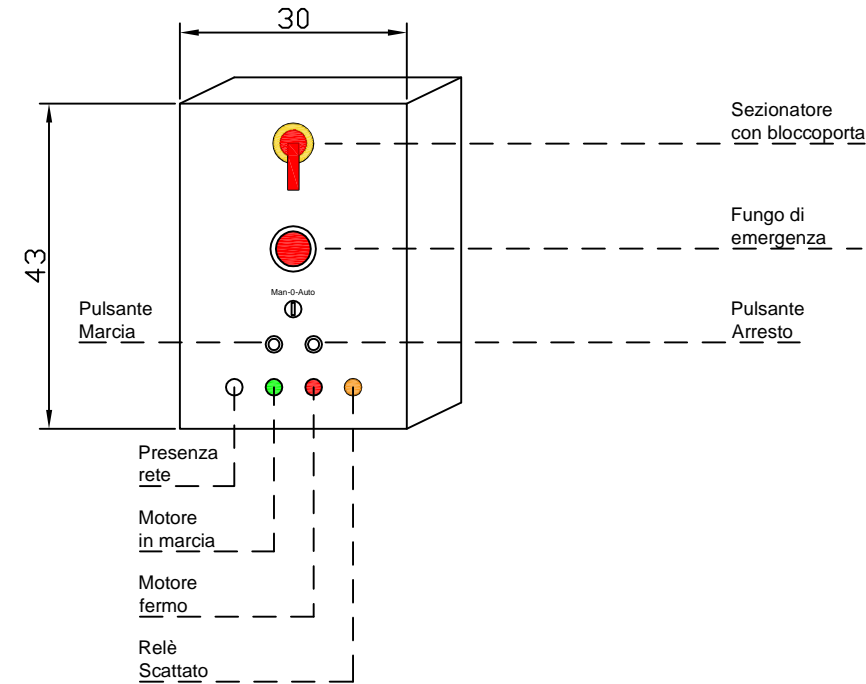 30
43
Sezionatore
con bloccoporta
Fungo di
emergenza
Man-0-Auto
Pulsante
Marcia
Pulsante
Arresto
Presenza
rete
Motore
in marcia
Motore
fermo
Relè
Scattato